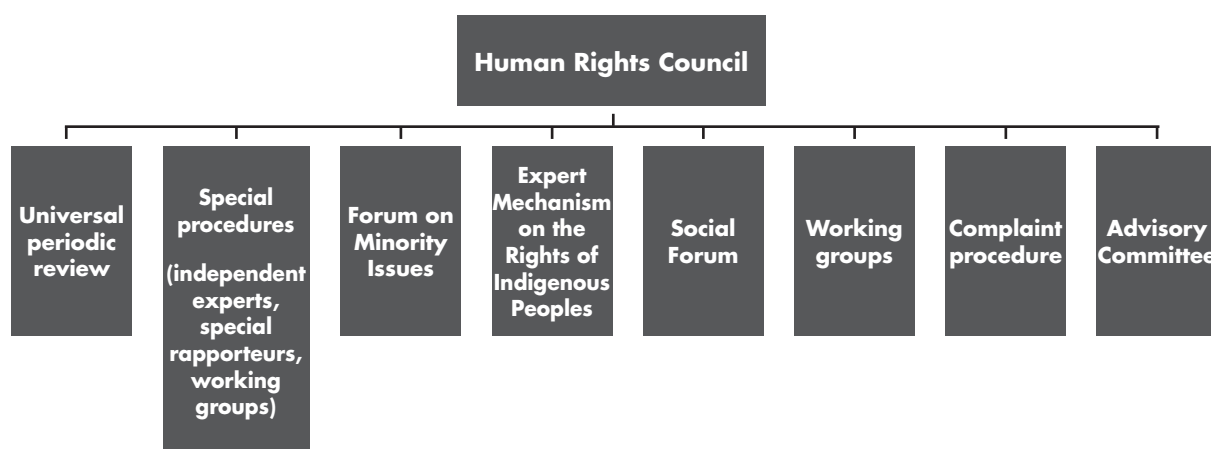 Human Rights Council
Universal
periodic
review
Special
procedures
(independent
experts,
special
rapporteurs,
working
groups)
Forum on
Minority
Issues
Expert
Mechanism
on the
Rights of
Indigenous
Peoples
Social
Forum
Working
groups
Complaint
procedure
Advisory
Committee